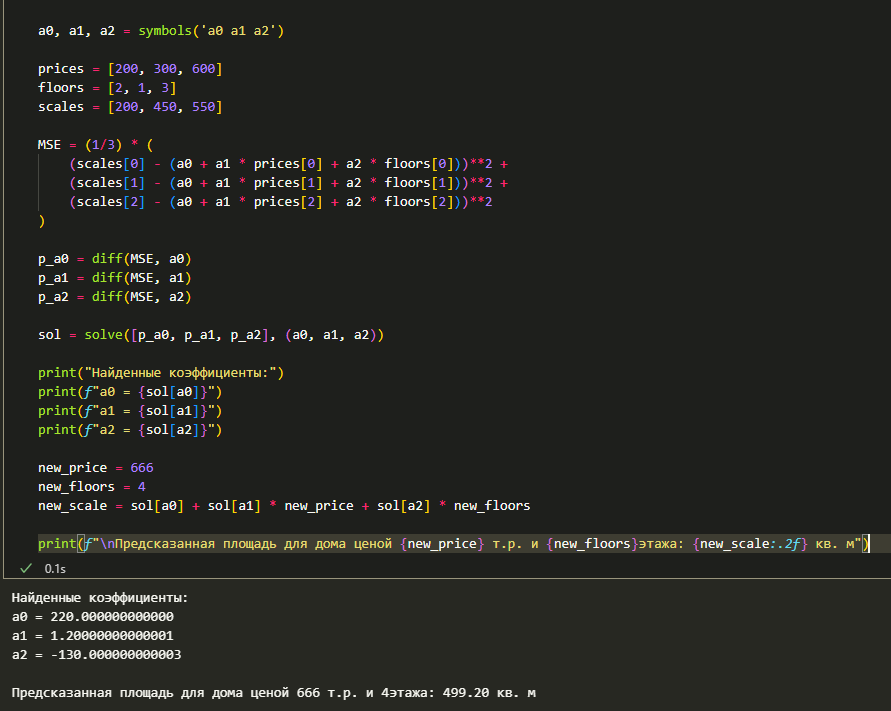 a0, a1, a2 = symbols('a0 a1 a2')
prices = [200, 300, 600]
floors = [2, 1, 3]
scales = [200, 450, 550]
MSE = (1/3) * (
(scales[0] - (a0 + a1 * prices[0] + a2 * floors[0]))**2 +
(scales[1] - (a0 + a1 * prices[1] + a2 * floors[1]))**2 +
(scales[2] - (a0 + a1 * prices[2] + a2 * floors[2]))**2
)
p_a0 = diff(MSE, a0)
p_a1 = diff(MSE, a1)
p_a2 = diff(MSE, a2)
sol = solve([p_a0, p_a1, p_a2], (a0, a1, a2))
print("Найденные коэффициенты:")
print(f"a0 = {sol[a0]}")
print(f"a1 = {sol[a1]}")
print(f"a2 = {sol[a2]}")
new_price = 666
new_floors = 4
new_scale = sol[a0] + sol[a1] * new_price + sol[a2] * new_floors
print(f"\nПредсказанная площадь для дома ценой {new_price} т.р. и {new_floors}этажа: {new_scale:.2f} кв. м")
0.1s
Найденные коэффициенты:
a0 = 220.000000000000
a1 = 1.20000000000001
a2 = -130.000000000003
Предсказанная площадь для дома ценой 666 т.р. и 4этажа: 499.20 кв. м